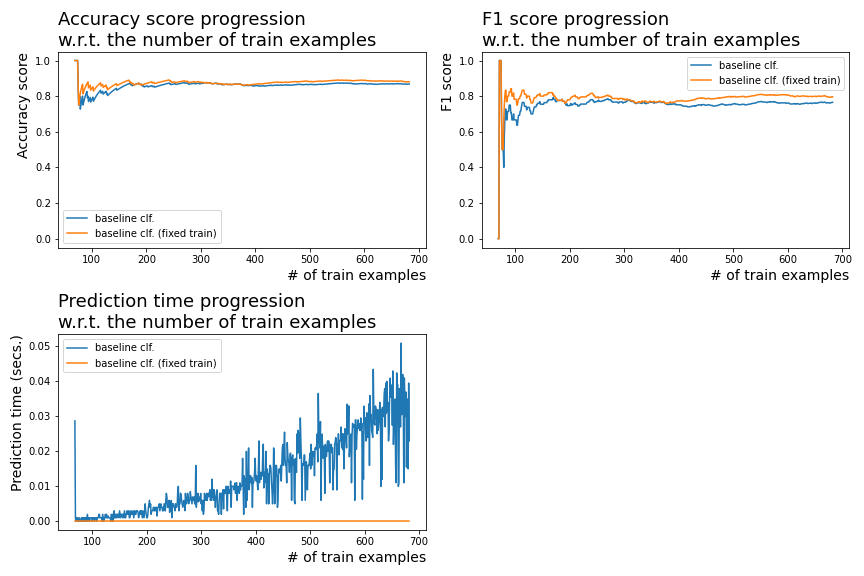 Accuracy score progression
w.r.t. the number of train examples
Accuracy score
1.0
0.8
0.6
0.4
0.2
0.0
baseline clf.
baseline clf. (fixed train)
100 200 300 400 500 600 700
# of train examples
F1 score progression
w.r.t. the number of train examples
F1 score
1.0
0.8
0.6
0.4
0.2
0.0
baseline clf.
baseline clf. (fixed train)
100 200 300 400 500 600 700
# of train examples
Prediction time progression
w.r.t. the number of train examples
Prediction time (secs.)
0.05
0.04
0.03
0.02
0.01
0.00
baseline clf.
baseline clf. (fixed train)
100 200 300 400 500 600 700
# of train examples